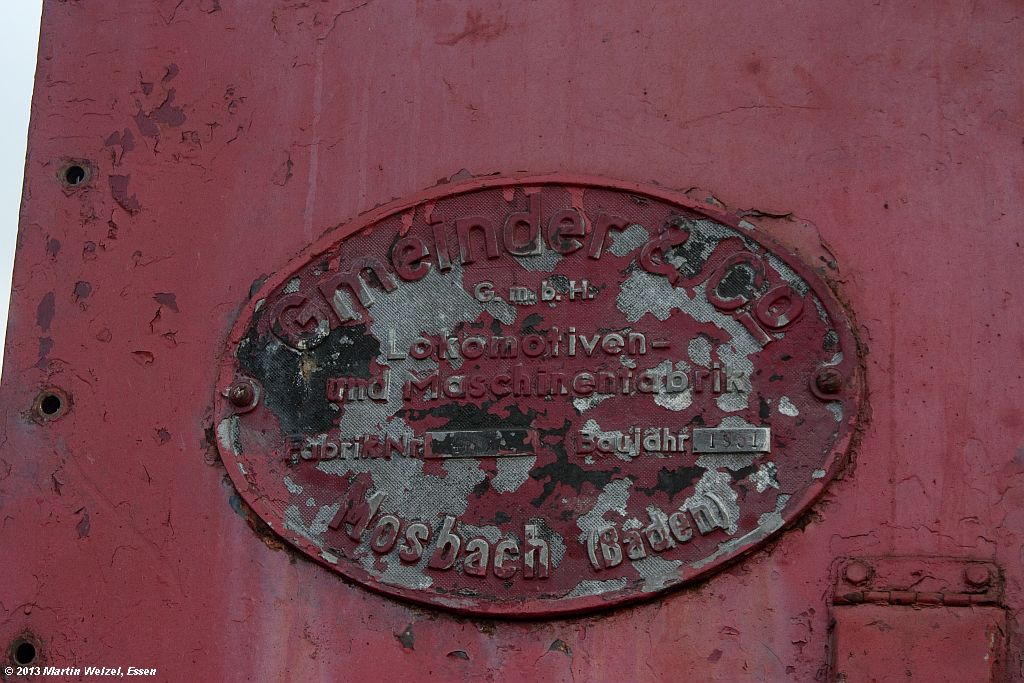 Gmeinder & Co
G.m.b.H.
Lokomotiven-
und Maschinenfabrik
Fabrik Nr.
Baujahr
Mosbach (Baden)
© 2013 Martin Welzel, Essen